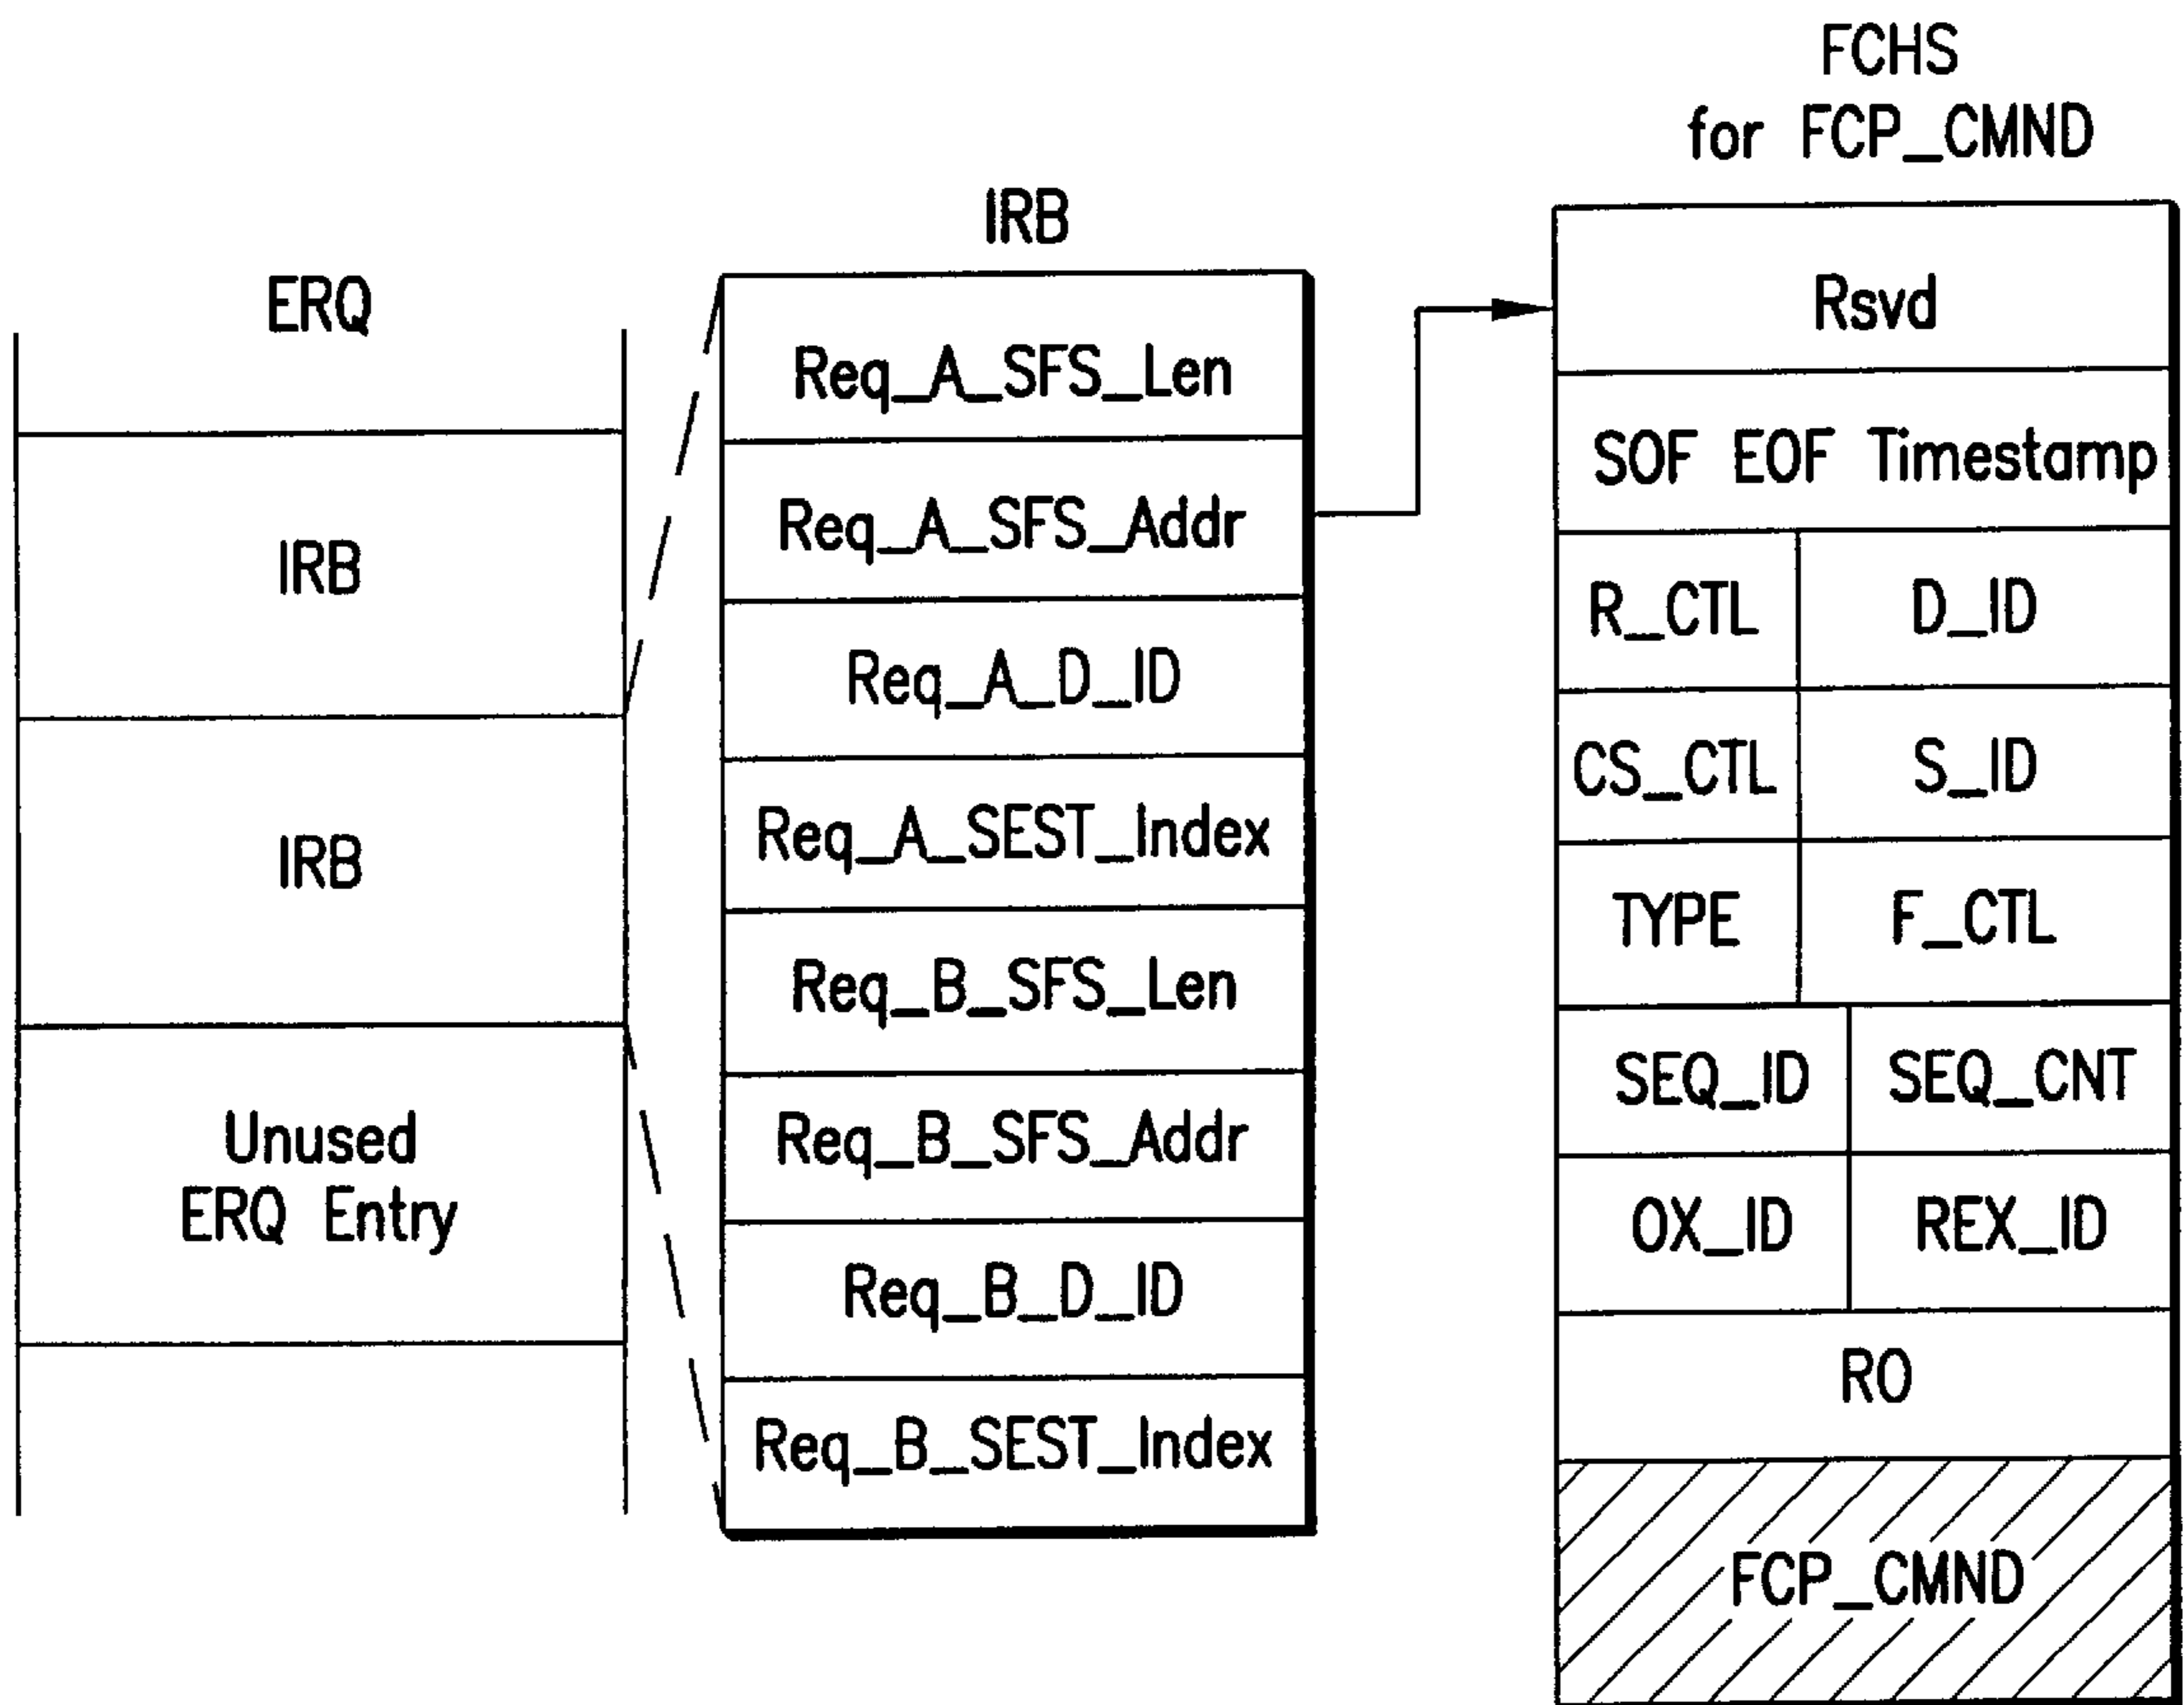 ERQ
IRB
IRB
Unused
ERQ Entry
IRB
Req_A_SFS_Len
Req_A_SFS_Addr
Req_A_D_ID
Req_A_SEST_Index
Req_B_SFS_Len
Req_B_SFS_Addr
Req_B_D_ID
Req_B_SEST_Index
FCHS
for FCP_CMND
Rsvd
SOF EOF Timestamp
R_CTL D_ID
CS_CTL S_ID
TYPE F_CTL
SEQ_ID SEQ_CNT
OX_ID REX_ID
RO
FCP_CMND